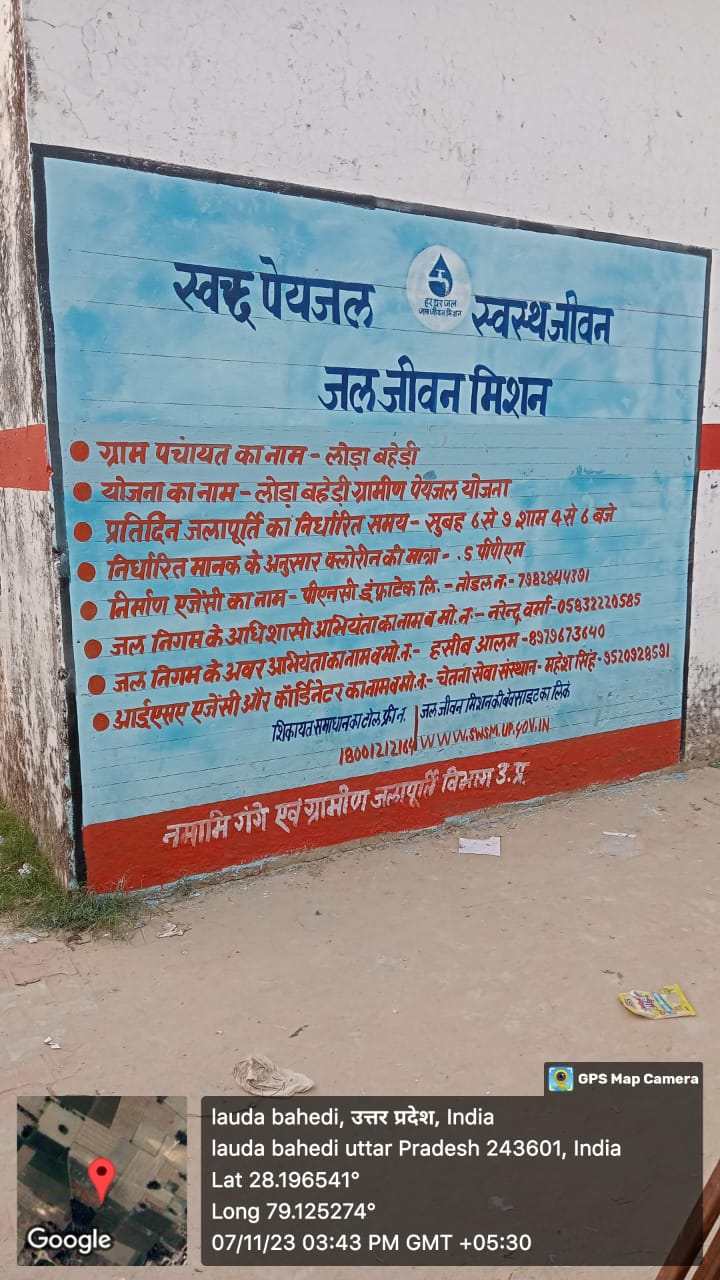 स्वच्छ पेयजल
हर घर जल
जल जीवन मिशन
स्वस्थ जीवन
जल जीवन मिशन
ग्राम पचांयत का नाम - लोड़ा बहेड़ी
योजना का नाम - लोड़ा बहेड़ी ग्रामीण पेयजल योजना
प्रतिदिन जलापूर्ति का निर्धारित समय - सुबह 6 से 9 शाम 4 से 6 बजे
निर्धारित मानक के अनुसार क्लोरीन की मात्रा - .5 पीपीएम
निर्माण एजेंसी का नाम - पीएनसी इंफ्राटेक लि. - नोडल न:- 7982844391
जल निगम के अधिशासी अभियंता का नाम व मो. न:- नरेन्द्र वर्मा - 05832220585
जल निगम के अवर अभियंता का नाम व मो. न - हसीब आलम - 8979673640
आईएसए एजेंसी और कॉर्डिनेटर का नाम व मो. न - चेतना सेवा संस्थान - महेश सिंह - 9520928591
शिकायत समाधान का टोल फ्री न.
18001212164
जल जीवन मिशन की बेवसाइट का लिकं
WWW.SWSM.UP.GOV.IN
नमामि गंगे एवं ग्रामीण जलापूर्ति विभाग उ.प्र.
GPS Map Camera
lauda bahedi, उत्तर प्रदेश, India
lauda bahedi uttar Pradesh 243601, India
Lat 28.196541°
Long 79.125274°
07/11/23 03:43 PM GMT +05:30
Google